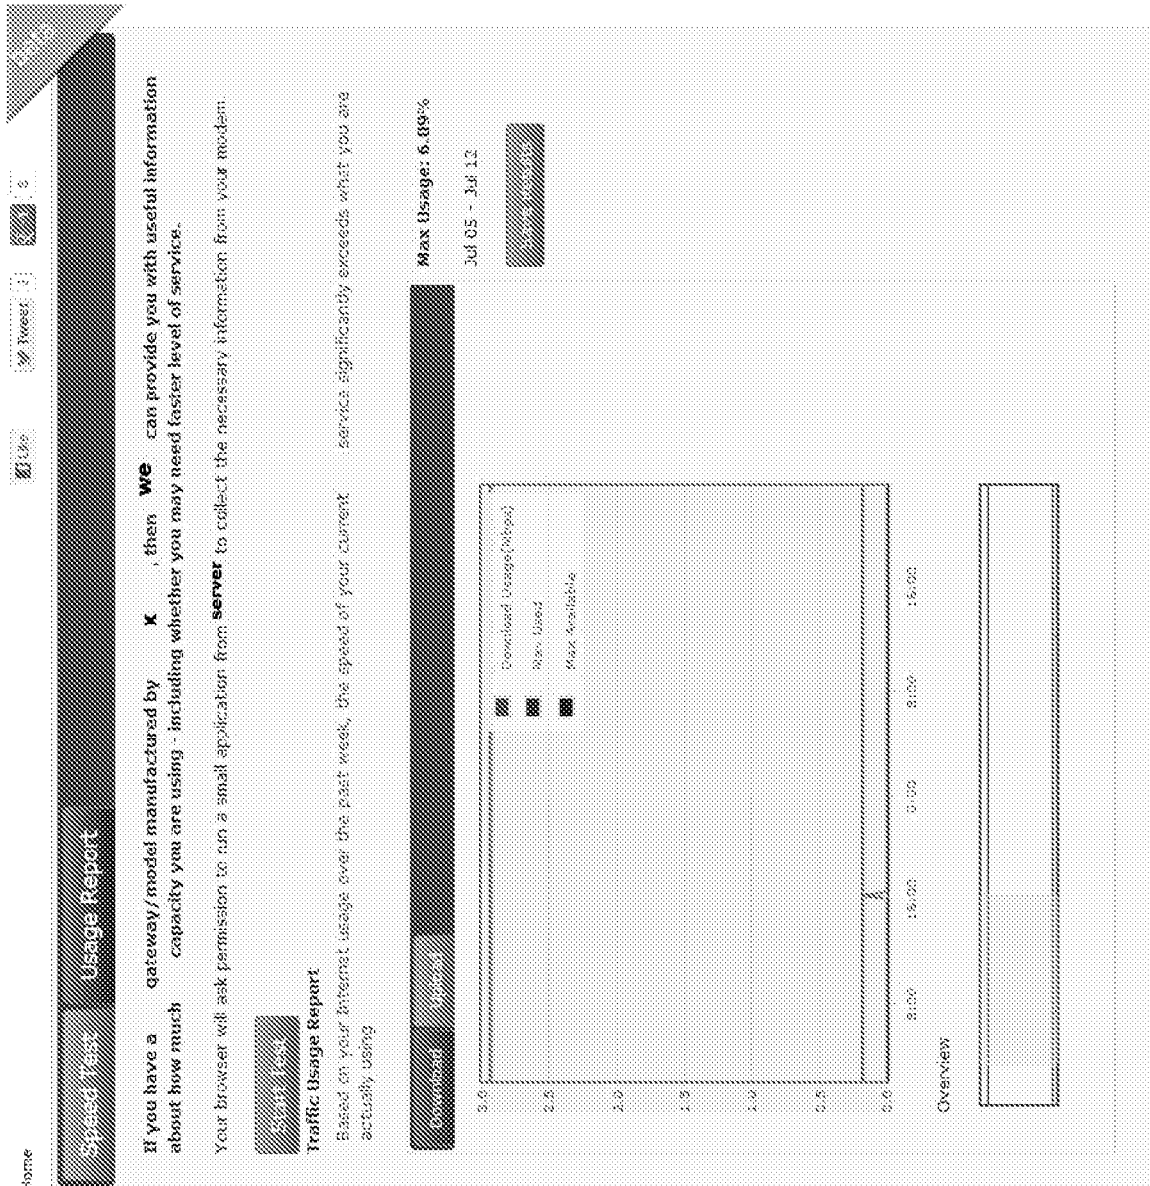 Home
Like
Tweet
Speed Test
Usage Report
If you have a gateway/model manufactured by X , then we can provide you with useful information
about how much capacity you are using - including whether you may need faster level of service.
Your browser will ask permission to run a small application from server to collect the necessary information from your modem.
Traffic Usage Report
Based on your Internet usage over the past week, the speed of your current service significantly exceeds what you are
actually using
Download
Upload
Max Usage: 6.09%
Jul 05 - Jul 12
3.0
2.5
2.0
1.5
1.0
0.5
0.0
Download Usage(Mbps)
Max Used
Max Available
8:00
16:00
0:00
8:00
16:00
Overview